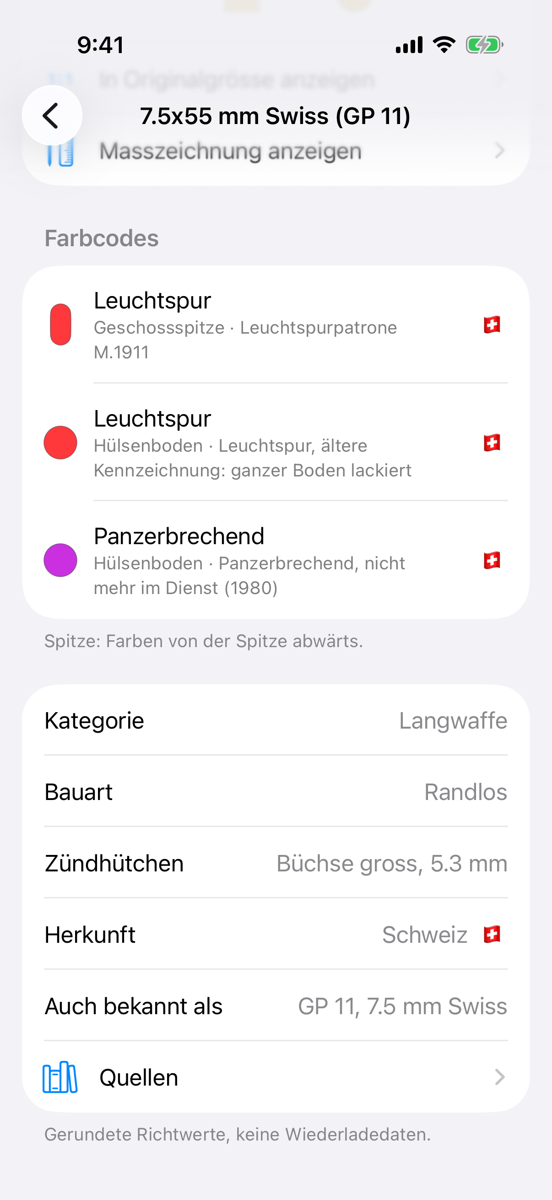 9:41
In Originalgrösse anzeigen
7.5x55 mm Swiss (GP 11)
Masszeichnung anzeigen
Farbcodes
Leuchtspur
Geschossspitze · Leuchtspurpatrone
M.1911
Leuchtspur
Hülsenboden · Leuchtspur, ältere
Kennzeichnung: ganzer Boden lackiert
Panzerbrechend
Hülsenboden · Panzerbrechend, nicht
mehr im Dienst (1980)
Spitze: Farben von der Spitze abwärts.
Kategorie Langwaffe
Bauart Randlos
Zündhütchen Büchse gross, 5.3 mm
Herkunft Schweiz
Auch bekannt als GP 11, 7.5 mm Swiss
Quellen
Gerundete Richtwerte, keine Wiederladedaten.